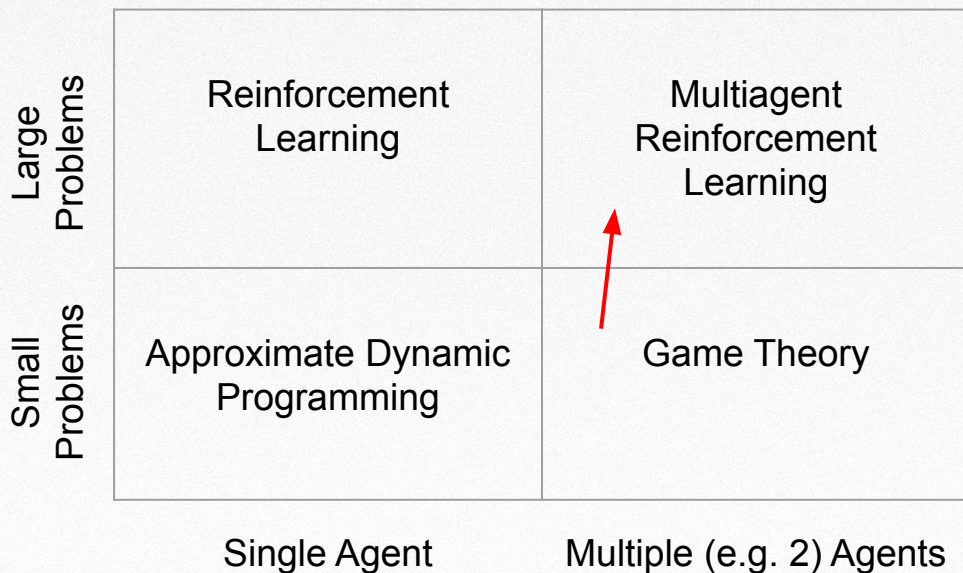 Large
Problems
Reinforcement
Learning
Multiagent
Reinforcement
Learning
Small
Problems
Approximate Dynamic
Programming
Game Theory
Single Agent
Multiple (e.g. 2) Agents